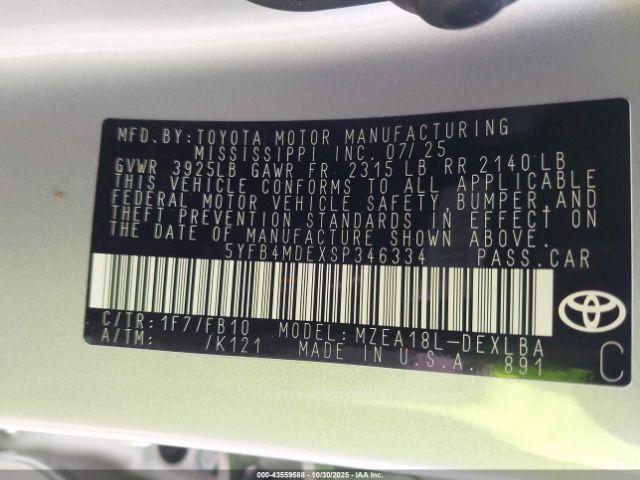 MFD.BY:TOYOTA MOTOR MANUFACTURING
MISSISSIPPI INC. 07/25
GVWR 3925LB GAWR FR 2315 LB RR 2140 LB
THIS VEHICLE CONFORMS TO ALL APPLICABLE
FEDERAL MOTOR VEHICLE SAFETY, BUMPER,AND
THEFT PREVENTION STANDARDS IN EFFECT ON
THE DATE OF MANUFACTURE SHOWN ABOVE.
5YFB4MDEXSP346334 PASS.CAR
C/TR:1F7/FB10 MODEL:MZEA18L-DEXLBA
A/TM: /K121 MADE IN U.S.A. 891
TOYOTA
C
000-43559588 - 10/30/2025 - IAAI.com